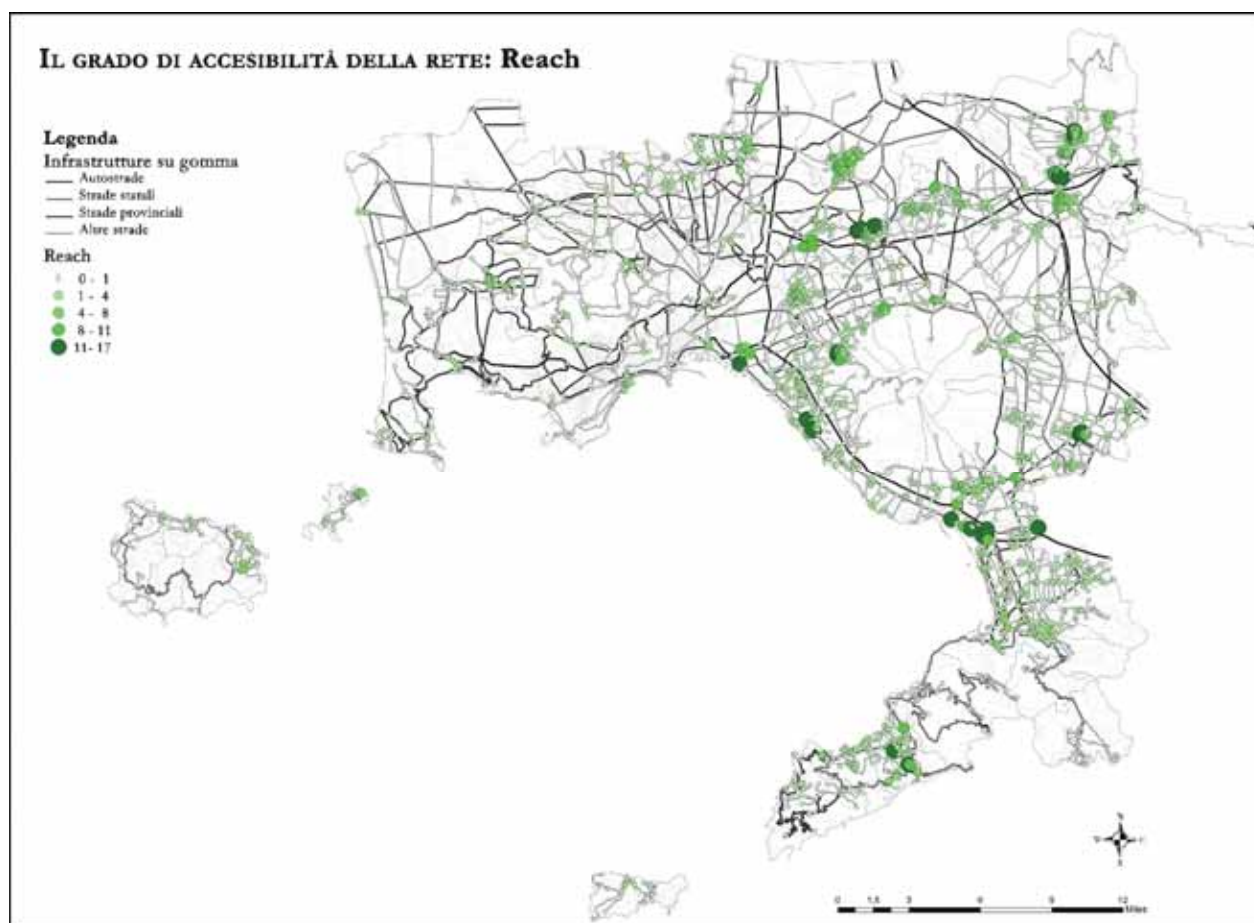 IL GRADO DI ACCESIBILITÀ DELLA RETE: Reach
Legenda
Infrastrutture su gomma
Autostrade
Strade statali
Strade provinciali
Altre strade
Reach
0 - 1
1 - 4
4 - 8
8 - 11
11 - 17
N
W E
S
0 1,5 3 6 9 12
Miles